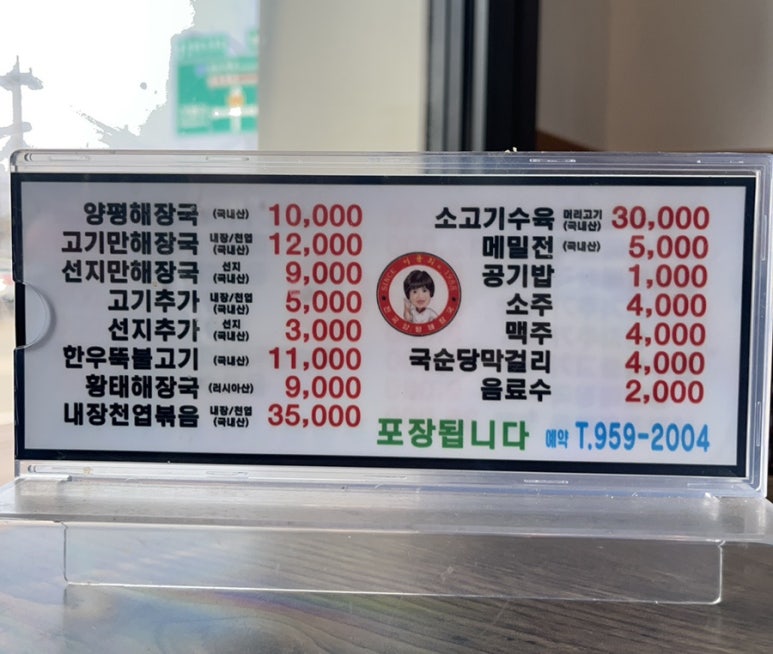 양평해장국 (국내산) 10,000
고기만해장국 내장/천엽 (국내산) 12,000
선지만해장국 선지 (국내산) 9,000
고기추가 내장/천엽 (국내산) 5,000
선지추가 선지 (국내산) 3,000
한우뚝불고기 (국내산) 11,000
황태해장국 (러시아산) 9,000
내장천엽볶음 내장/천엽 (국내산) 35,000
SINCE 1988
소고기수육 머리고기 (국내산) 30,000
메밀전 (국내산) 5,000
공기밥 1,000
소주 4,000
맥주 4,000
국순당막걸리 4,000
음료수 2,000
포장됩니다 예약 T.959-2004